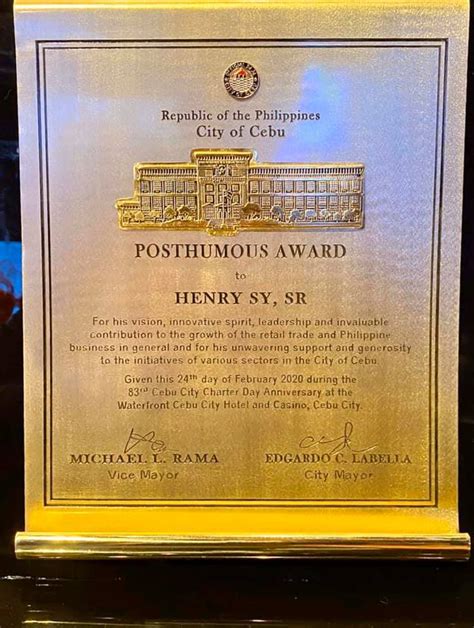 Republic of the Philippines
City of Cebu
POSTHUMOUS AWARD
to
HENRY SY, SR
For his vision, innovative spirit, leadership and invaluable
contribution to the growth of the retail trade and Philippine
business in general and for his unwavering support and generosity
to the initiatives of various sectors in the City of Cebu.
Given this 24th day of February 2020 during the
83rd Cebu City Charter Day Anniversary at the
Waterfront Cebu City Hotel and Casino, Cebu City.
MICHAEL L. RAMA EDGARDO C. LABELLA
Vice Mayor City Mayor